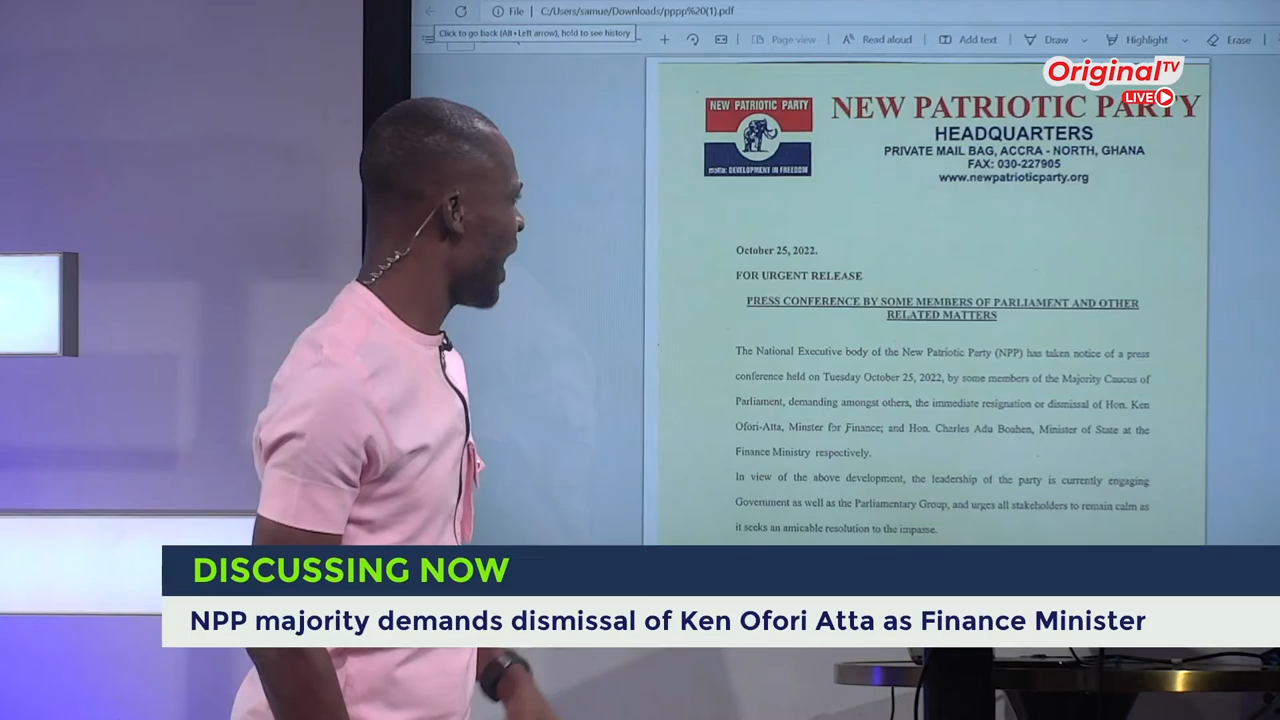 File | C:/Users/samue/Downloads/pppp%20(1).pdf
Click to go back (Alt+Left arrow), hold to see history
Page view
Read aloud
Add text
Draw
Highlight
Erase
OriginalTV
LIVE
NEW PATRIOTIC PARTY
MOTTO: DEVELOPMENT IN FREEDOM
NEW PATRIOTIC PARTY
HEADQUARTERS
PRIVATE MAIL BAG, ACCRA - NORTH, GHANA
FAX: 030-227905
www.newpatrioticparty.org
October 25, 2022.
FOR URGENT RELEASE
PRESS CONFERENCE BY SOME MEMBERS OF PARLIAMENT AND OTHER
RELATED MATTERS
The National Executive body of the New Patriotic Party (NPP) has taken notice of a press
conference held on Tuesday October 25, 2022, by some members of the Majority Caucus of
Parliament, demanding amongst others, the immediate resignation or dismissal of Hon. Ken
Ofori-Atta, Minster for Finance; and Hon. Charles Adu Boahen, Minister of State at the
Finance Ministry respectively.
In view of the above development, the leadership of the party is currently engaging
Government as well as the Parliamentary Group, and urges all stakeholders to remain calm as
it seeks an amicable resolution to the impasse.
DISCUSSING NOW
NPP majority demands dismissal of Ken Ofori Atta as Finance Minister